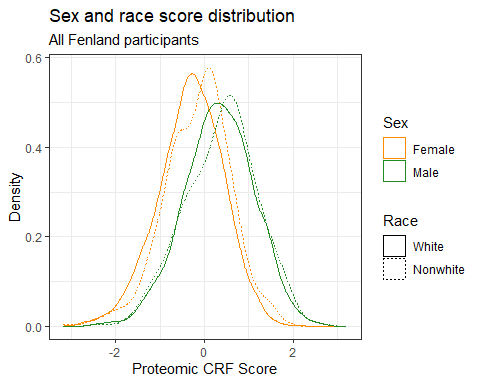 Sex and race score distribution
All Fenland participants
0.6
0.4
0.2
0.0
Density
-2
0
2
Proteomic CRF Score
Sex
Female
Male
Race
White
Nonwhite